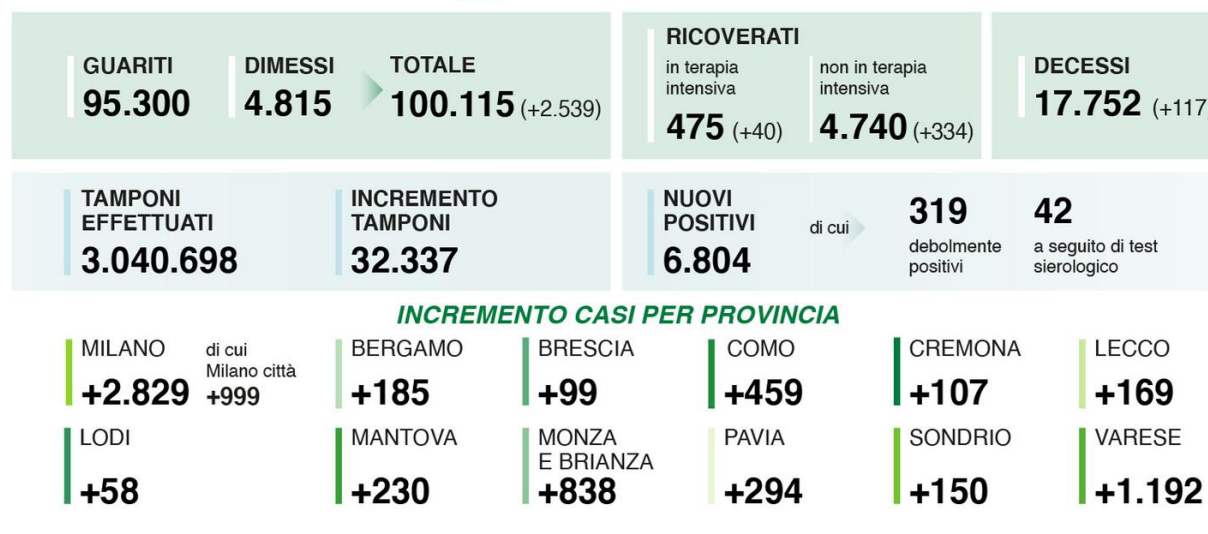 GUARITI
95.300
DIMESSI
4.815
TOTALE
100.115 (+2.539)
RICOVERATI
in terapia
intensiva
475 (+40)
non in terapia
intensiva
4.740 (+334)
DECESSI
17.752 (+117)
TAMPONI
EFFETTUATI
3.040.698
INCREMENTO
TAMPONI
32.337
NUOVI
POSITIVI
6.804
di cui
319
debolmente
positivi
42
a seguito di test
sierologico
INCREMENTO CASI PER PROVINCIA
MILANO
+2.829
di cui
Milano città
+999
BERGAMO
+185
BRESCIA
+99
COMO
+459
CREMONA
+107
LECCO
+169
LODI
+58
MANTOVA
+230
MONZA
E BRIANZA
+838
PAVIA
+294
SONDRIO
+150
VARESE
+1.192